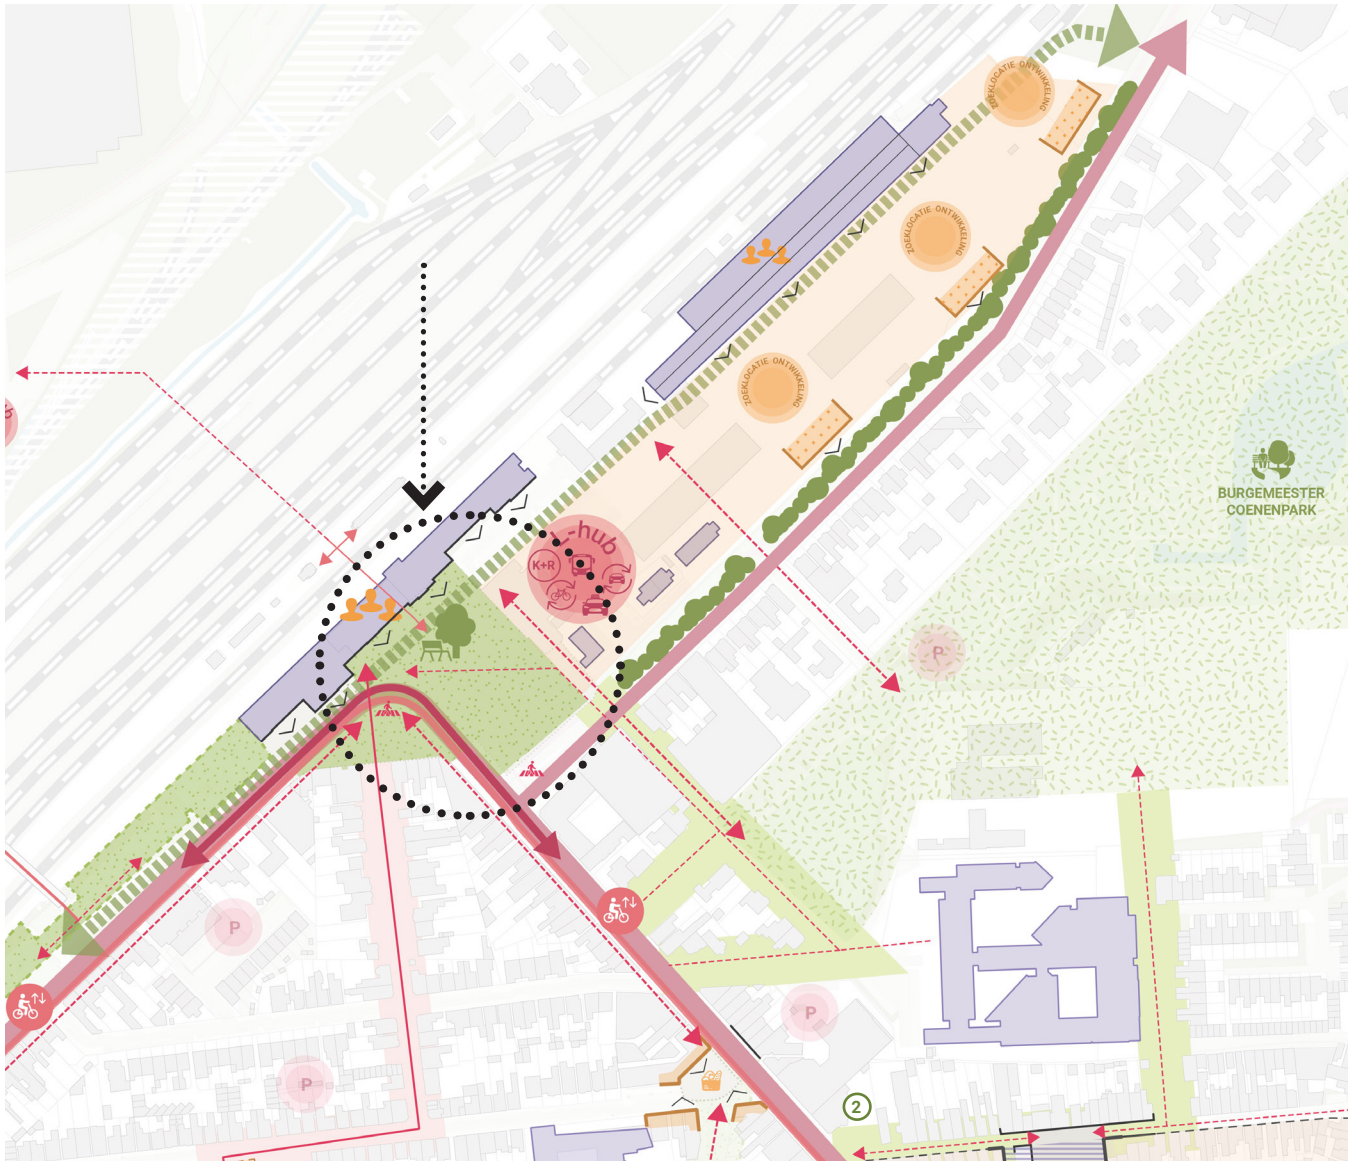 ZOEKLOCATIE ONTWIKKELING
ZOEKLOCATIE ONTWIKKELING
ZOEKLOCATIE ONTWIKKELING
b
BURGEMEESTER
COENENPARK
L-hub
K+R
P
P
P
P
2